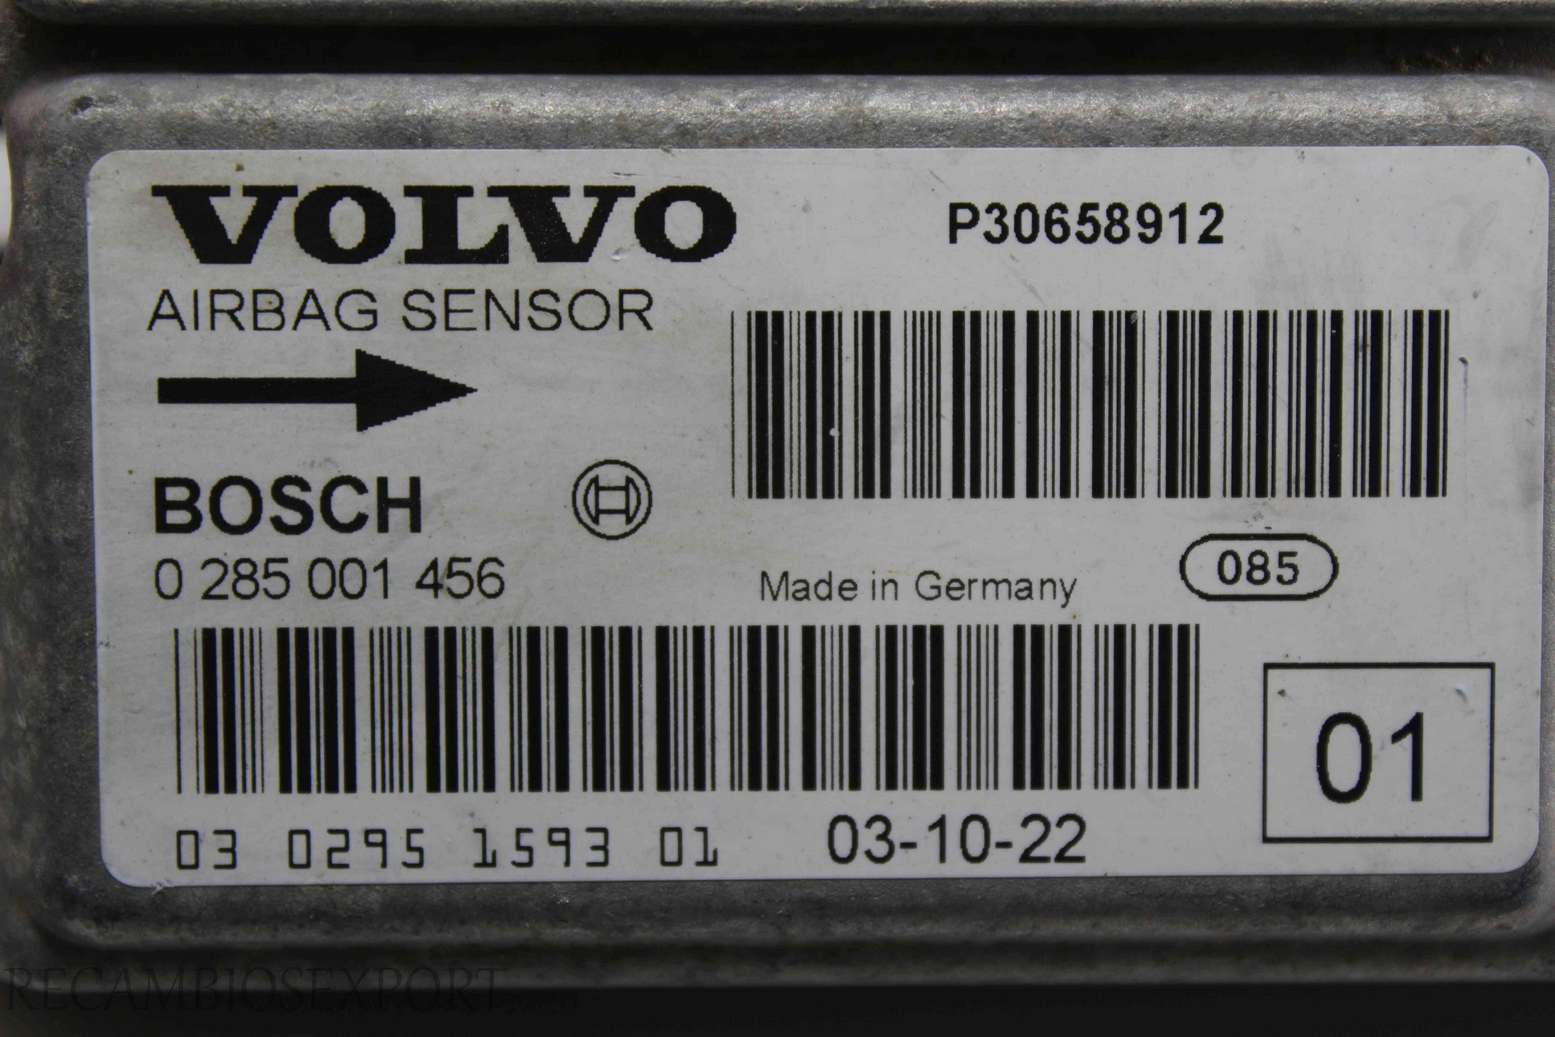 VOLVO
P30658912
AIRBAG SENSOR
BOSCH
0 285 001 456
Made in Germany
085
01
03 0295 1593 01
03-10-22
RECAMBIOSEXPORT